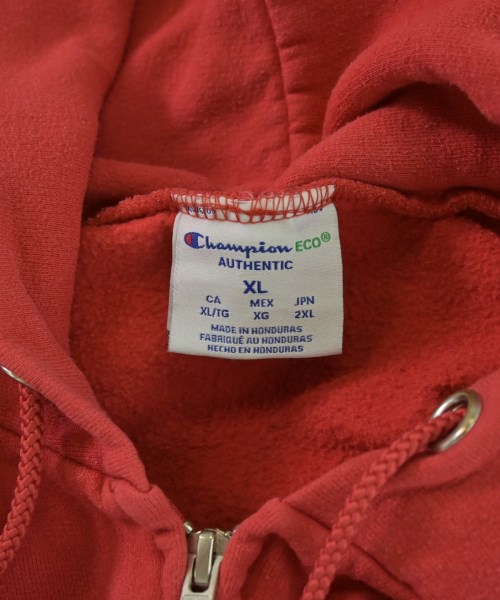 Champion ECO®
AUTHENTIC
XL
CA MEX JPN
XL/TG XG 2XL
MADE IN HONDURAS
FABRIQUÉ AU HONDURAS
HECHO EN HONDURAS